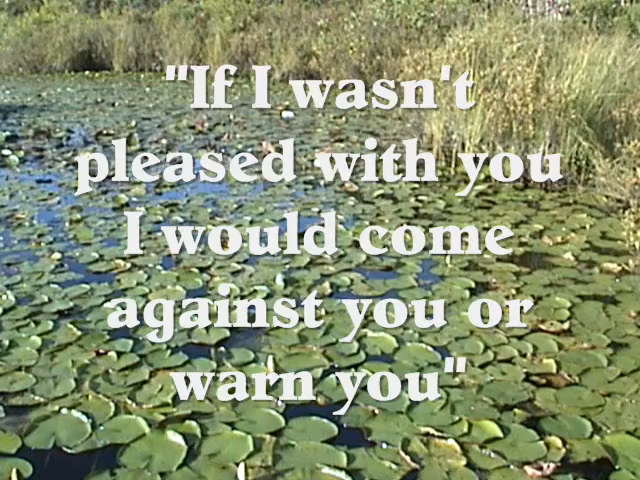 "If I wasn't
pleased with you
I would come
against you or
warn you"